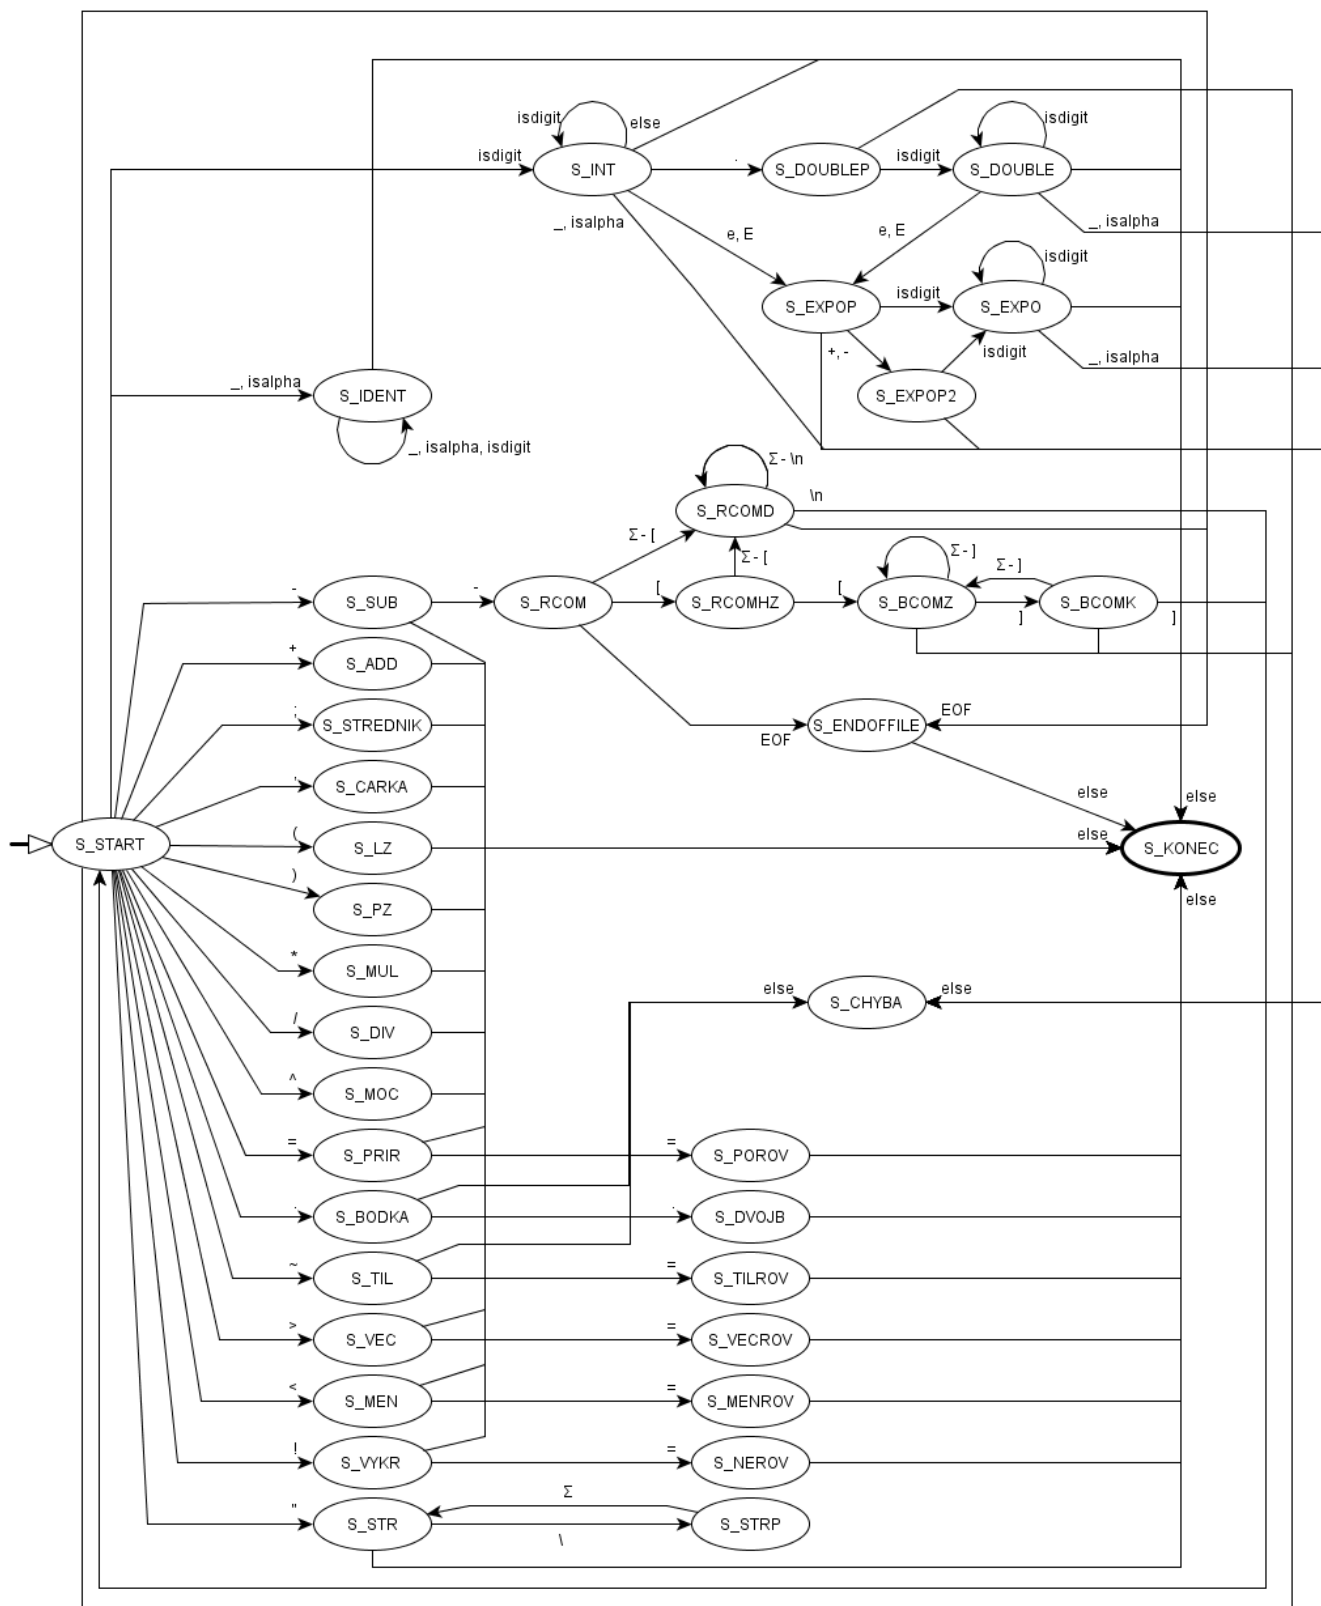 isdigit else isdigit
isdigit S_INT . S_DOUBLEP isdigit S_DOUBLE
_, isalpha e, E e, E _, isalpha
isdigit
S_EXPOP isdigit S_EXPO
+, - isdigit _, isalpha
_, isalpha S_IDENT S_EXPOP2
_, isalpha, isdigit
Σ - \n
S_RCOMD \n
Σ - [ Σ - [ Σ - ] Σ - ]
- S_SUB - S_RCOM [ S_RCOMHZ [ S_BCOMZ ] S_BCOMK ]
+ S_ADD
; S_STREDNIK S_ENDOFFILE EOF
EOF
, S_CARKA else else
( S_LZ else S_KONEC
) S_PZ else
* S_MUL
else S_CHYBA else
/ S_DIV
^ S_MOC
= S_PRIR = S_POROV
. S_BODKA . S_DVOJB
~ S_TIL = S_TILROV
> S_VEC = S_VECROV
< S_MEN = S_MENROV
! S_VYKR = S_NEROV
Σ
" S_STR \ S_STRP
S_START